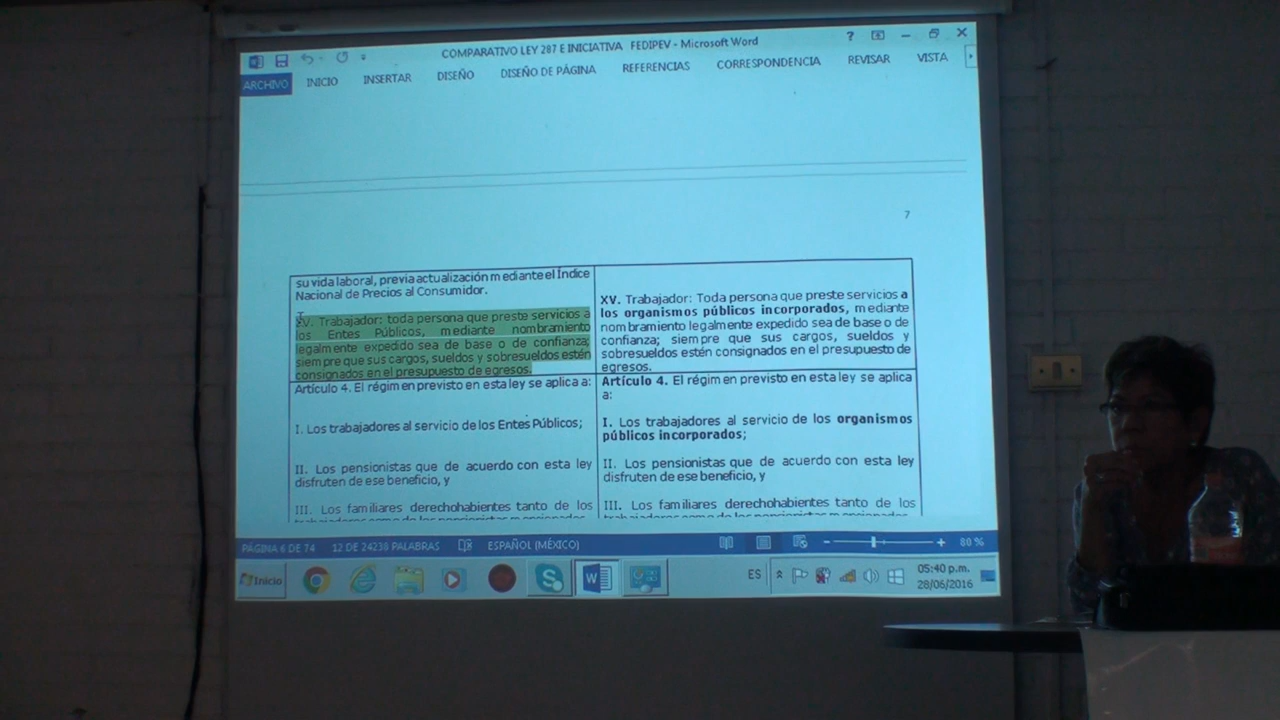 COMPARATIVO LEY 287 E INICIATIVA FEDIPEV - Microsoft Word
ARCHIVO INICIO INSERTAR DISEÑO DISEÑO DE PÁGINA REFERENCIAS CORRESPONDENCIA REVISAR VISTA
7
su vida laboral, previa actualización mediante el Índice
Nacional de Precios al Consumidor.
XV. Trabajador: toda persona que preste servicios a
los Entes Públicos, mediante nombramiento
legalmente expedido sea de base o de confianza;
siempre que sus cargos, sueldos y sobresueldos estén
consignados en el presupuesto de egresos.
XV. Trabajador: Toda persona que preste servicios a
los organismos públicos incorporados, mediante
nombramiento legalmente expedido sea de base o de
confianza; siempre que sus cargos, sueldos y
sobresueldos estén consignados en el presupuesto de
egresos.
Artículo 4. El régimen previsto en esta ley se aplica a:
I. Los trabajadores al servicio de los Entes Públicos;
II. Los pensionistas que de acuerdo con esta ley
disfruten de ese beneficio, y
III. Los familiares derechohabientes tanto de los
Artículo 4. El régimen previsto en esta ley se aplica
a:
I. Los trabajadores al servicio de los organismos
públicos incorporados;
II. Los pensionistas que de acuerdo con esta ley
disfruten de ese beneficio, y
III. Los familiares derechohabientes tanto de los
PÁGINA 6 DE 74 12 DE 24238 PALABRAS ESPAÑOL (MÉXICO) 80 %
Inicio ES 05:40 p.m.
28/06/2016